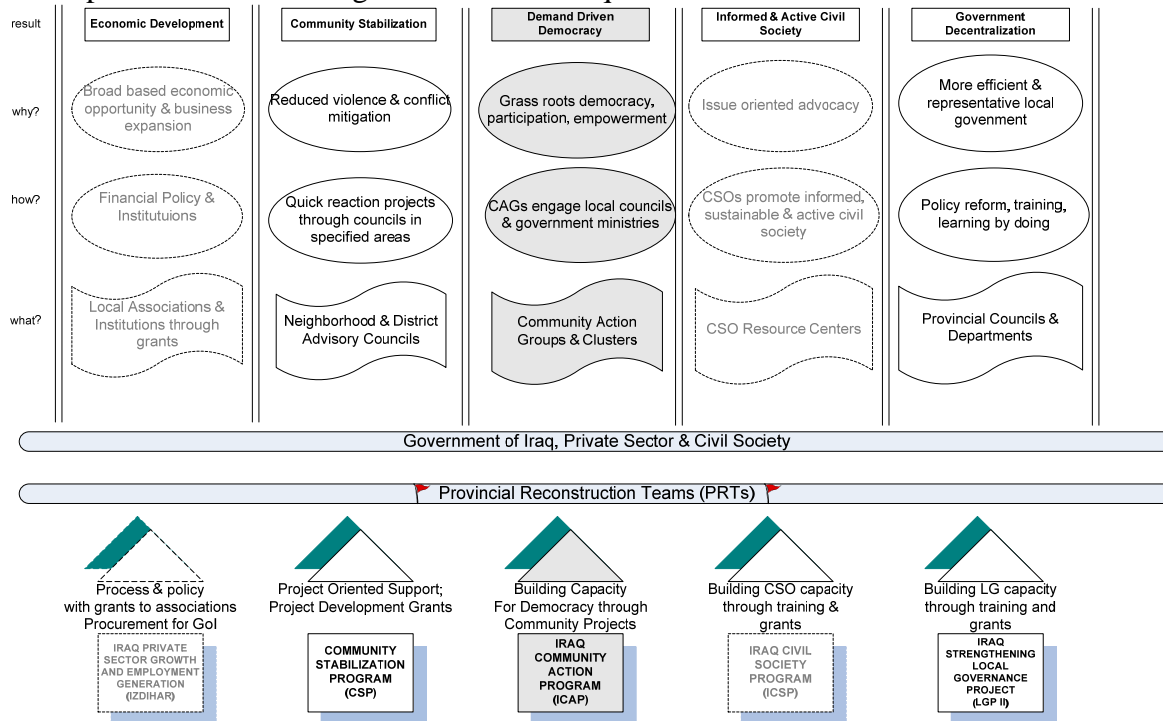 result
Economic Development
Community Stabilization
Demand Driven
Democracy
Informed & Active Civil
Society
Government
Decentralization
why?
Broad based economic
opportunity & business
expansion
Reduced violence & conflict
mitigation
Grass roots democracy,
participation, empowerment
Issue oriented advocacy
More efficient &
representative local
govenment
how?
Financial Policy &
Institutuions
Quick reaction projects
through councils in
specified areas
CAGs engage local councils
& government ministries
CSOs promote informed,
sustainable & active civil
society
Policy reform, training,
learning by doing
what?
Local Associations &
Institutions through
grants
Neighborhood & District
Advisory Councils
Community Action
Groups & Clusters
CSO Resource Centers
Provincial Councils &
Departments
Government of Iraq, Private Sector & Civil Society
Provincial Reconstruction Teams (PRTs)
Process & policy
with grants to associations
Procurement for GoI
Project Oriented Support;
Project Development Grants
Building Capacity
For Democracy through
Community Projects
Building CSO capacity
through training &
grants
Building LG capacity
through training and
grants
IRAQ PRIVATE
SECTOR GROWTH
AND EMPLOYMENT
GENERATION
(IZDIHAR)
COMMUNITY
STABILIZATION
PROGRAM
(CSP)
IRAQ
COMMUNITY
ACTION
PROGRAM
(ICAP)
IRAQ CIVIL
SOCIETY
PROGRAM
(ICSP)
IRAQ
STRENGTHENING
LOCAL
GOVERNANCE
PROJECT
(LGP II)